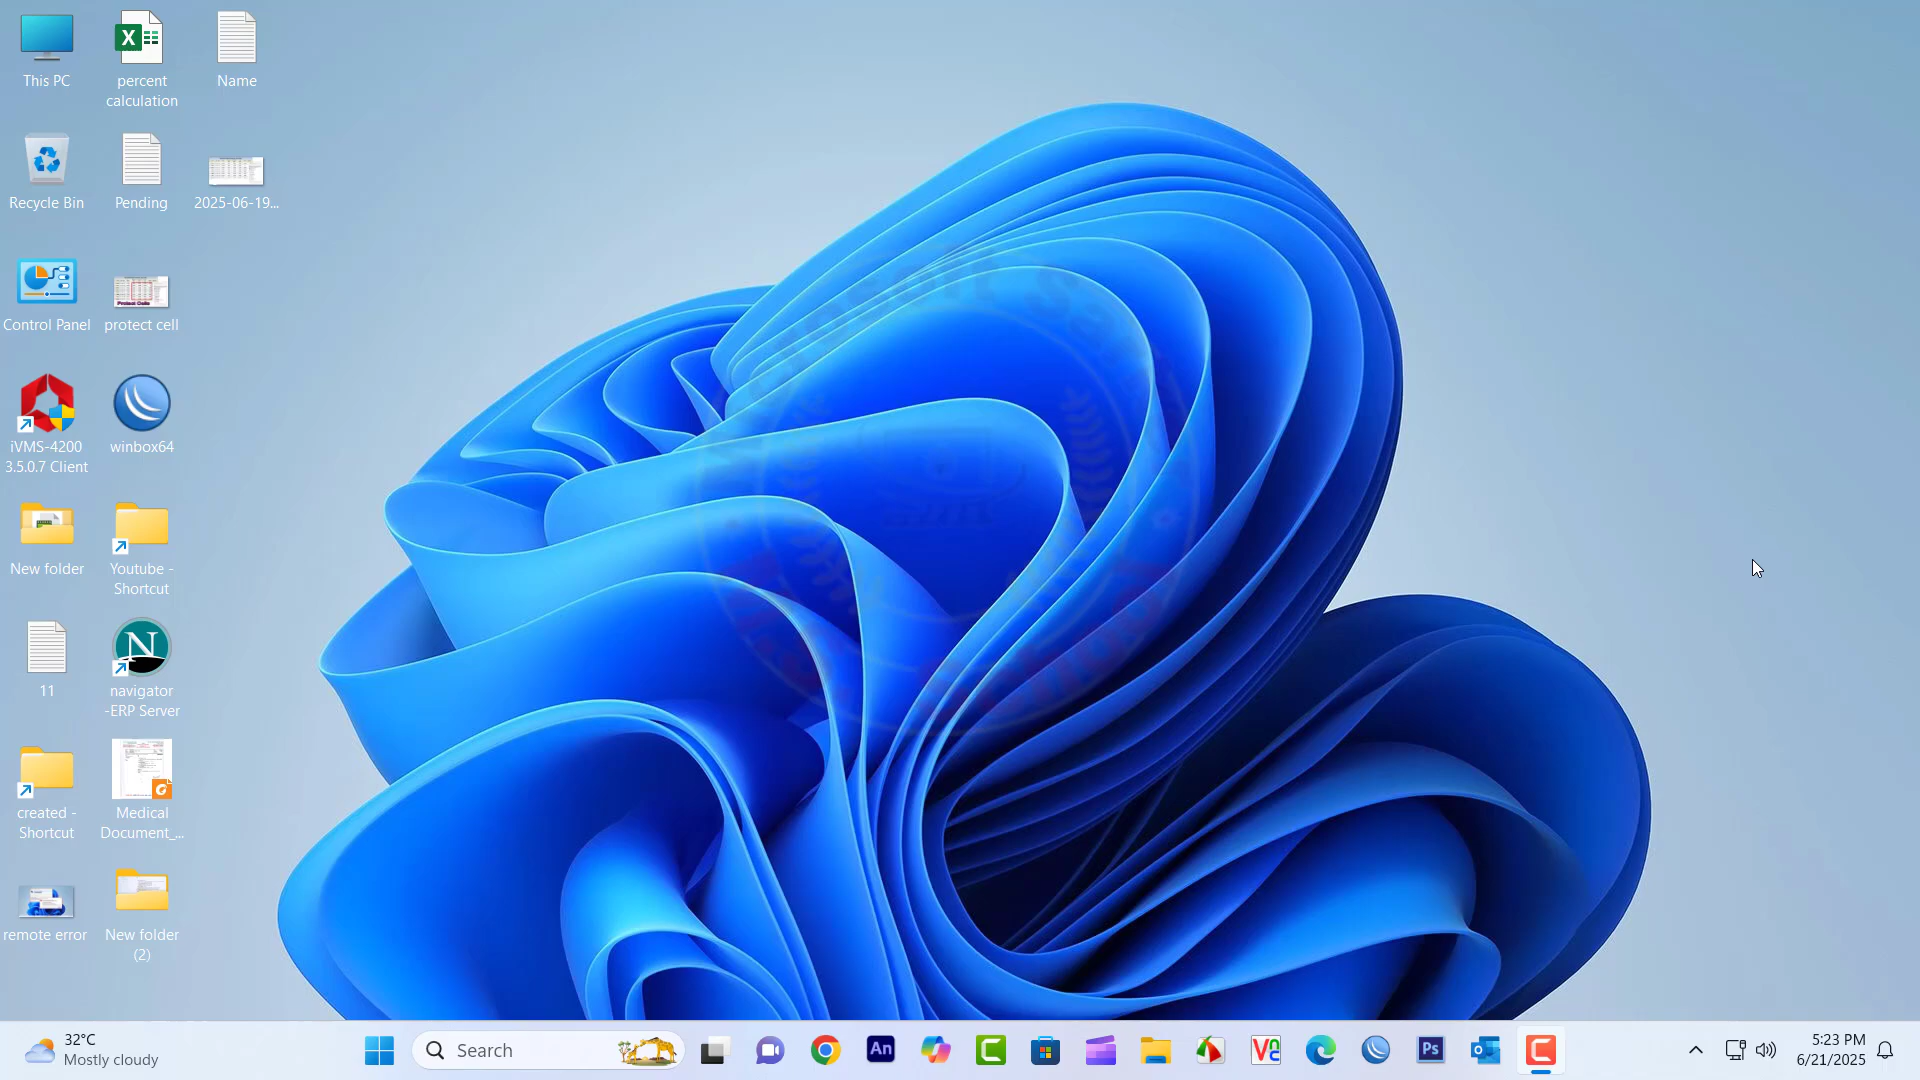 This PC
percent
calculation
Name
Recycle Bin
Pending
2025-06-19...
Control Panel
protect cell
iVMS-4200
3.5.0.7 Client
winbox64
New folder
Youtube -
Shortcut
11
navigator
-ERP Server
created -
Shortcut
Medical
Document_...
remote error
New folder
(2)
32°C
Mostly cloudy
Search
An
Ps
5:23 PM
6/21/2025